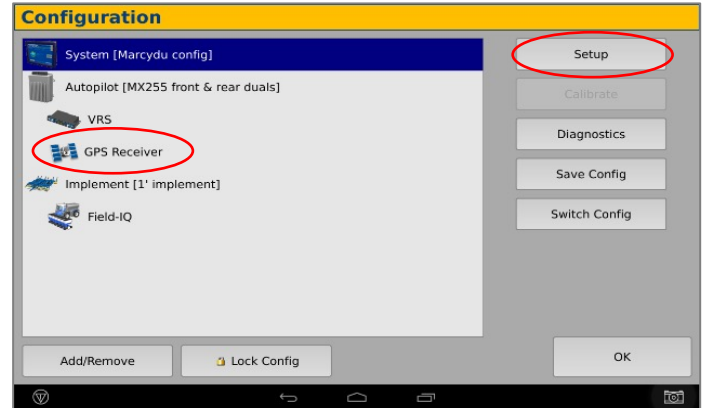 Configuration
System [Marcydu config]
Setup
Autopilot [MX255 front & rear duals]
Calibrate
VRS
Diagnostics
GPS Receiver
Save Config
Implement [1' implement]
Switch Config
Field-IQ
Add/Remove
Lock Config
OK